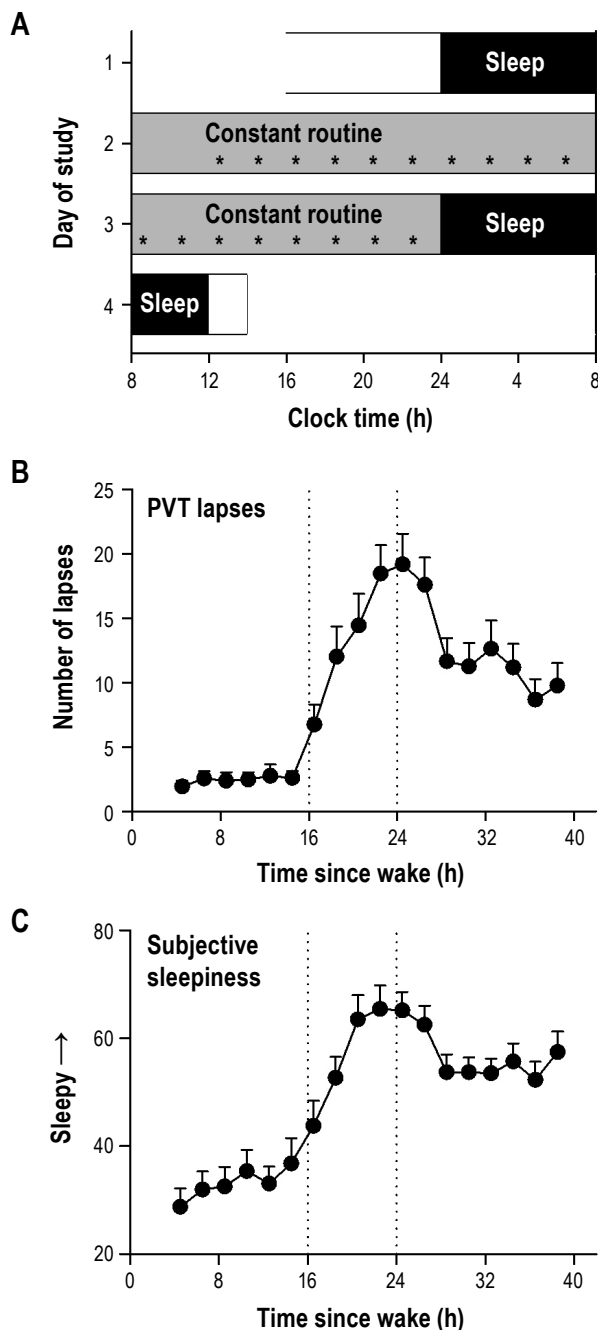 A
Day of study
1
Sleep
2
Constant routine
* * * * * * * * * *
3
Constant routine
* * * * * * * *
Sleep
4
Sleep
8 12 16 20 24 4 8
Clock time (h)
B
PVT lapses
Number of lapses
25
20
15
10
5
0
0 8 16 24 32 40
Time since wake (h)
C
Subjective
sleepiness
Sleepy →
80
60
40
20
0 8 16 24 32 40
Time since wake (h)